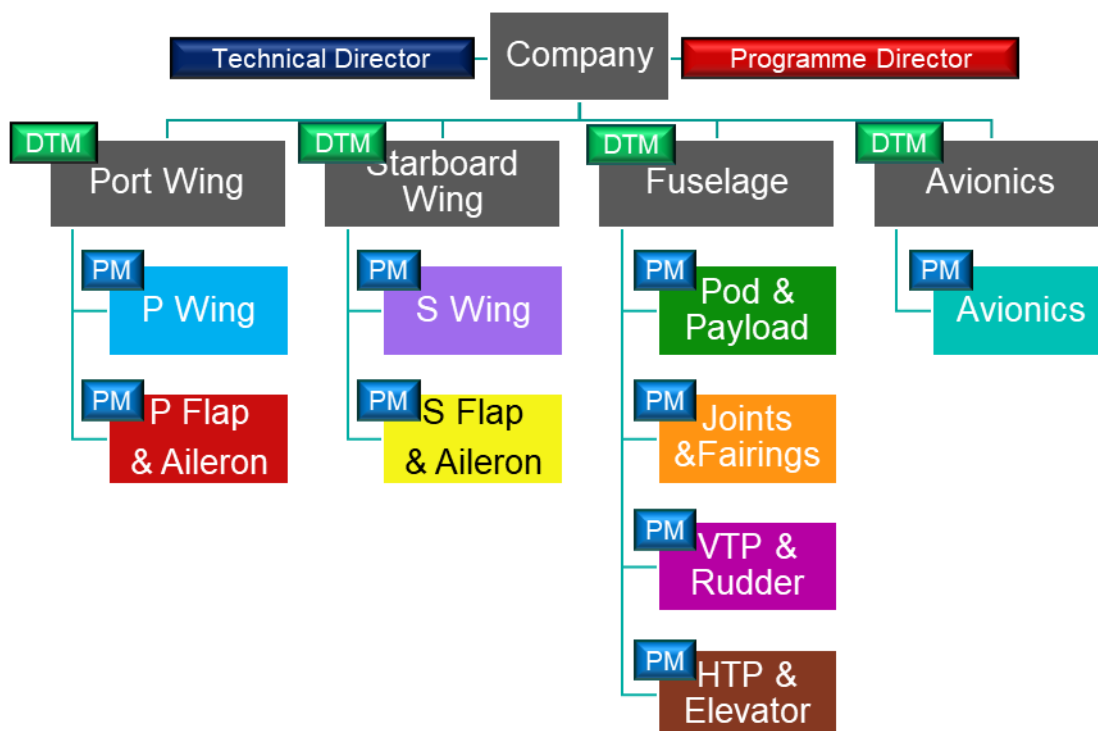 Technical Director
Company
Programme Director
DTM
Port Wing
DTM
Starboard
Wing
DTM
Fuselage
DTM
Avionics
PM
P Wing
PM
S Wing
PM
Pod &
Payload
PM
Avionics
PM
P Flap
& Aileron
PM
S Flap
& Aileron
PM
Joints
&Fairings
PM
VTP &
Rudder
PM
HTP &
Elevator